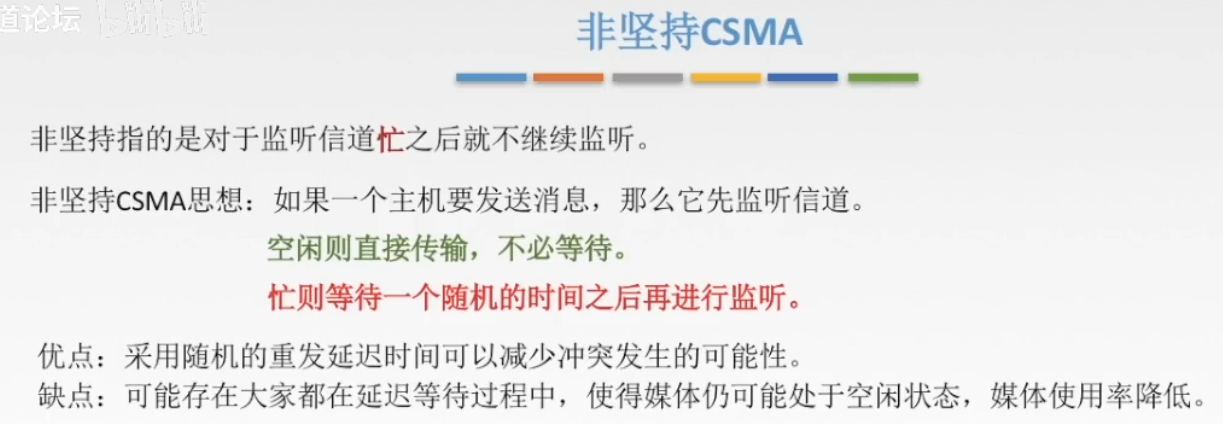 道论坛 bilibili
非坚持CSMA
非坚持指的是对于监听信道忙之后就不继续监听。
非坚持CSMA思想：如果一个主机要发送消息，那么它先监听信道。
空闲则直接传输，不必等待。
忙则等待一个随机的时间之后再进行监听。
优点：采用随机的重发延迟时间可以减少冲突发生的可能性。
缺点：可能存在大家都在延迟等待过程中，使得媒体仍可能处于空闲状态，媒体使用率降低。